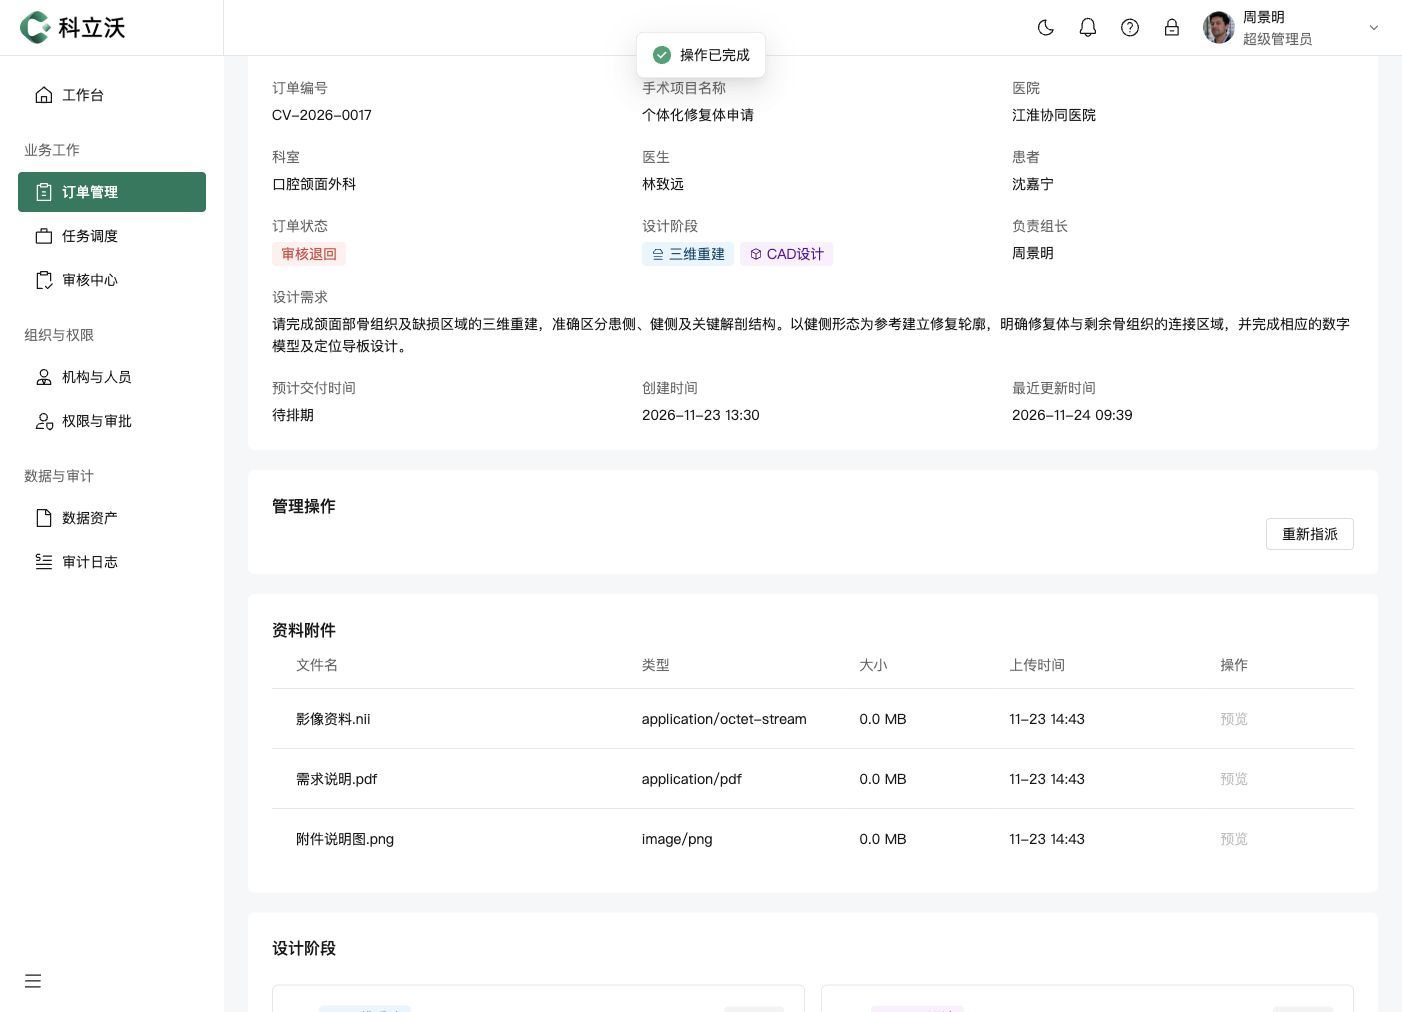 科立沃
周景明
超级管理员
操作已完成
工作台
业务工作
订单管理
任务调度
审核中心
组织与权限
机构与人员
权限与审批
数据与审计
数据资产
审计日志
订单编号
手术项目名称
医院
CV-2026-0017
个体化修复体申请
江淮协同医院
科室
医生
患者
口腔颌面外科
林致远
沈嘉宁
订单状态
设计阶段
负责组长
审核退回
三维重建
CAD设计
周景明
设计需求
请完成颌面部骨组织及缺损区域的三维重建，准确区分患侧、健侧及关键解剖结构。以健侧形态为参考建立修复轮廓，明确修复体与剩余骨组织的连接区域，并完成相应的数字
模型及定位导板设计。
预计交付时间
创建时间
最近更新时间
待排期
2026-11-23 13:30
2026-11-24 09:39
管理操作
重新指派
资料附件
文件名
类型
大小
上传时间
操作
影像资料.nii
application/octet-stream
0.0 MB
11-23 14:43
预览
需求说明.pdf
application/pdf
0.0 MB
11-23 14:43
预览
附件说明图.png
image/png
0.0 MB
11-23 14:43
预览
设计阶段